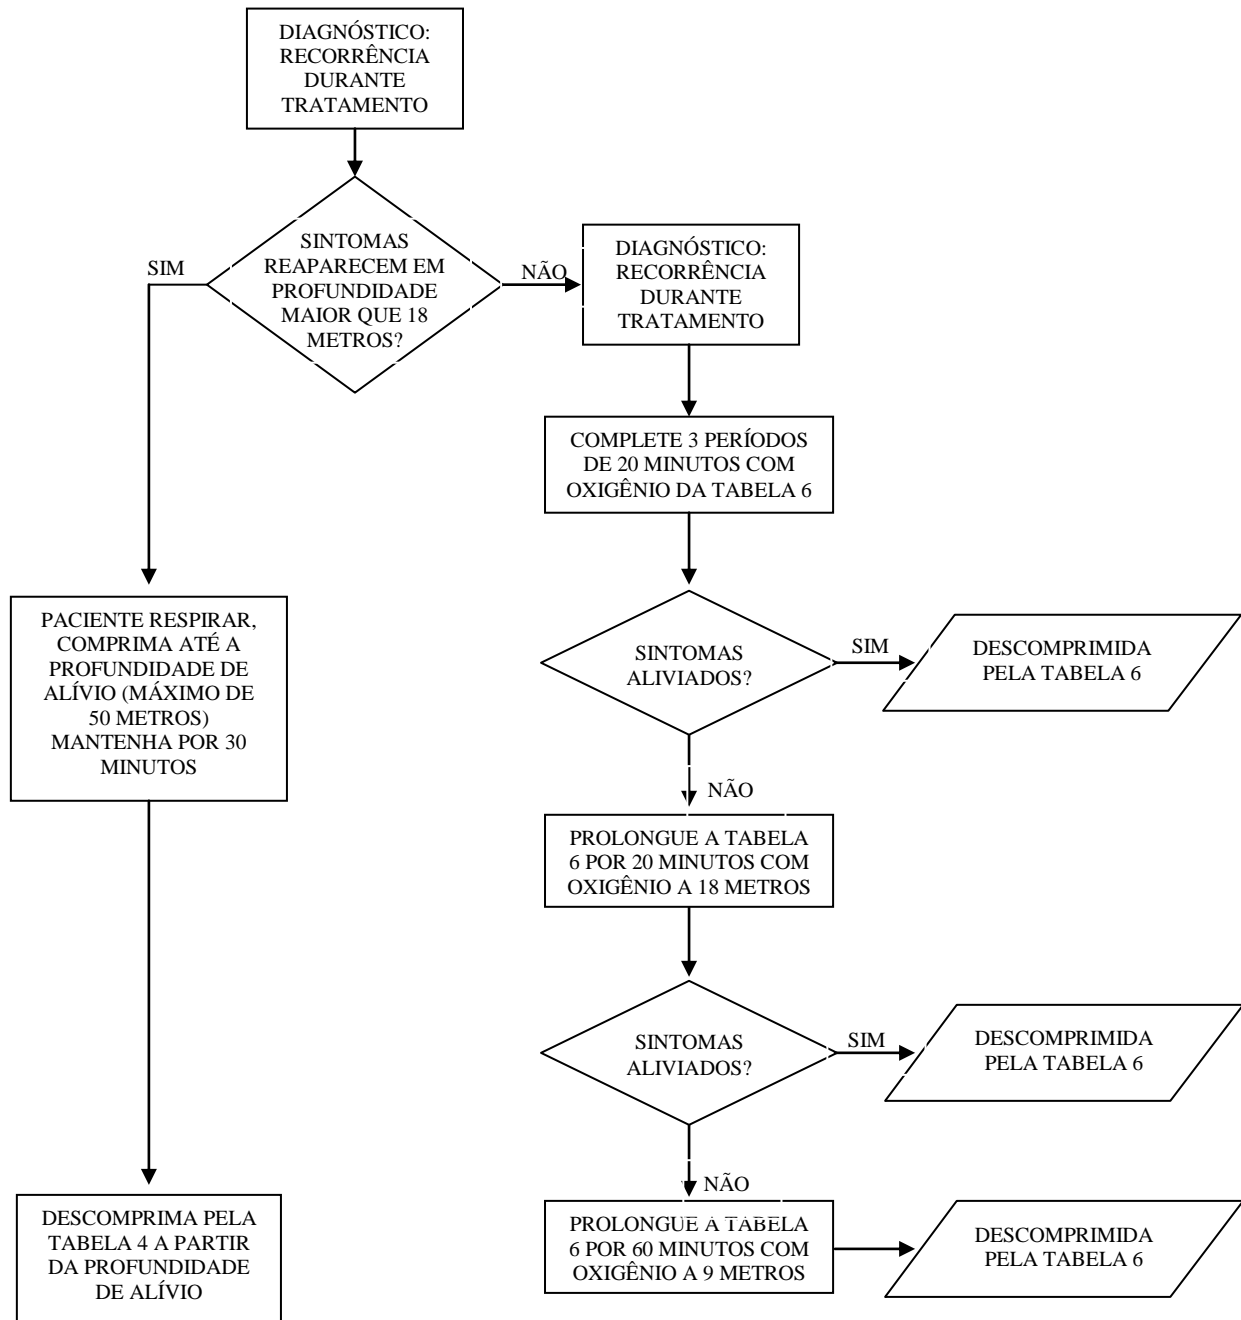 DIAGNÓSTICO:
RECORRÊNCIA
DURANTE
TRATAMENTO
SINTOMAS
REAPARECEM EM
PROFUNDIDADE
MAIOR QUE 18
METROS?
SIM
NÃO
DIAGNÓSTICO:
RECORRÊNCIA
DURANTE
TRATAMENTO
COMPLETE 3 PERÍODOS
DE 20 MINUTOS COM
OXIGÊNIO DA TABELA 6
PACIENTE RESPIRAR,
COMPRIMA ATÉ A
PROFUNDIDADE DE
ALÍVIO (MÁXIMO DE
50 METROS)
MANTENHA POR 30
MINUTOS
SINTOMAS
ALIVIADOS?
SIM
DESCOMPRIMIDA
PELA TABELA 6
NÃO
PROLONGUE A TABELA
6 POR 20 MINUTOS COM
OXIGÊNIO A 18 METROS
SINTOMAS
ALIVIADOS?
SIM
DESCOMPRIMIDA
PELA TABELA 6
NÃO
DESCOMPRIMA PELA
TABELA 4 A PARTIR
DA PROFUNDIDADE
DE ALÍVIO
PROLONGUE A TABELA
6 POR 60 MINUTOS COM
OXIGÊNIO A 9 METROS
DESCOMPRIMIDA
PELA TABELA 6